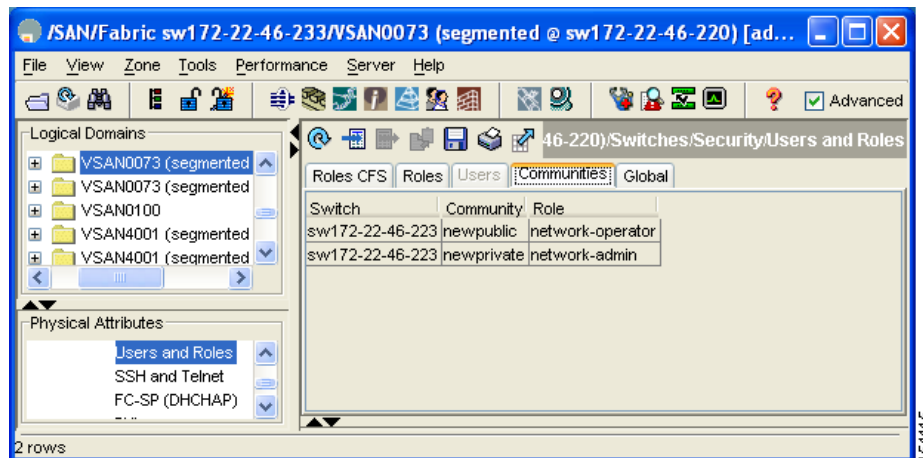 /SAN/Fabric sw172-22-46-233/VSAN0073 (segmented @ sw172-22-46-220) [ad...
File View Zone Tools Performance Server Help
Advanced
Logical Domains
VSAN0073 (segmented
VSAN0073 (segmented
VSAN0100
VSAN4001 (segmented
VSAN4001 (segmented
Physical Attributes
Users and Roles
SSH and Telnet
FC-SP (DHCHAP)
46-220)/Switches/Security/Users and Roles
Roles CFS Roles Users Communities Global
Switch Community Role
sw172-22-46-223 newpublic network-operator
sw172-22-46-223 newprivate network-admin
2 rows